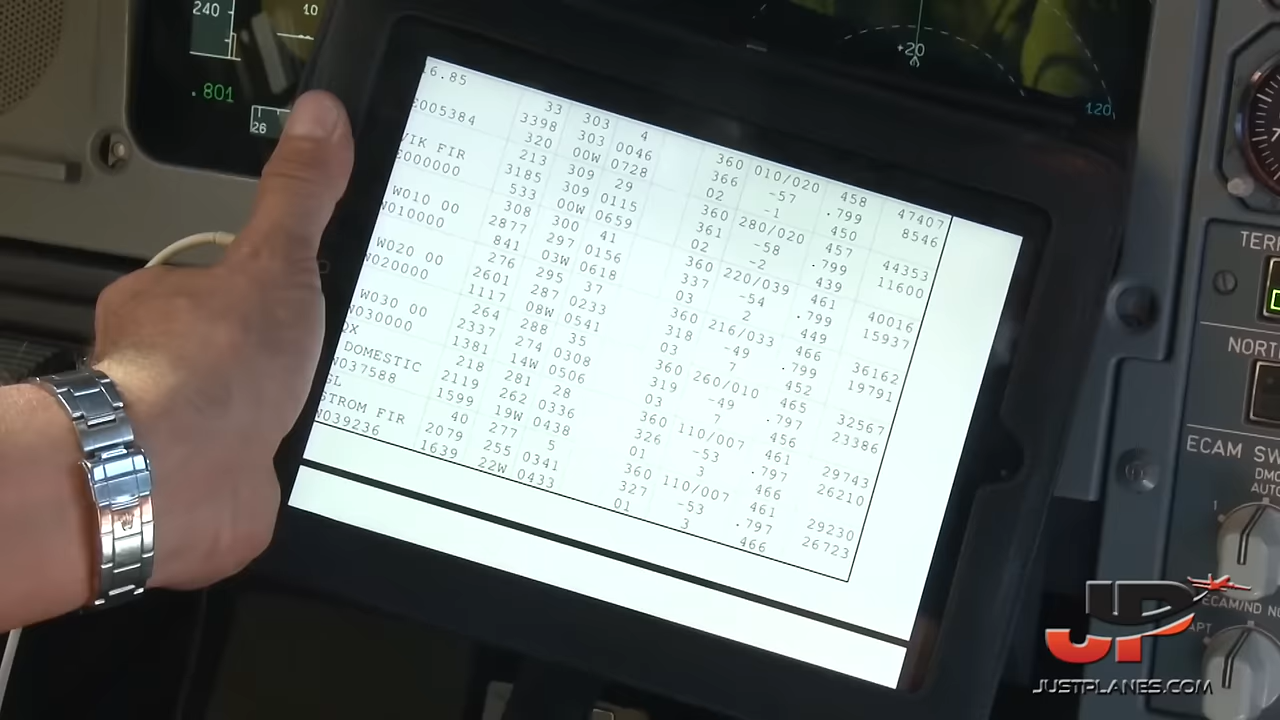 240 10
.801
26
+20
120
6.85 33 303 4 360 010/020 458 47407
3398 303 0046 366 -57 .799 8546
E005384 320 00W 0728 02 -1 450
213 309 29 360 280/020 457 44353
VIK FIR 3185 309 0115 361 -58 .799 11600
E000000 533 00W 0659 02 -2 439
308 300 41 360 220/039 461 40016
W010 00 2877 297 0156 337 -54 .799 15937
W010000 841 03W 0618 03 2 449
276 295 37 360 216/033 466 36162
W020 00 2601 287 0233 318 -49 .799 19791
W020000 1117 08W 0541 03 7 452
264 288 35 360 260/010 465 32567
W030 00 2337 274 0308 319 -49 .797 23386
W030000 1381 14W 0506 03 7 456
QX 218 281 28 360 110/007 461 29743
DOMESTIC 2119 262 0336 326 -53 .797 26210
W037588 1599 19W 0438 01 3 466
GL 40 277 5 360 110/007 461 29230
STROM FIR 2079 255 0341 327 -53 .797 26723
W039236 1639 22W 0433 01 3 466
TER
NORT
ECAM SW
DMC
AUTO
1
ECAM/ND
APT
JP
JUSTPLANES.COM